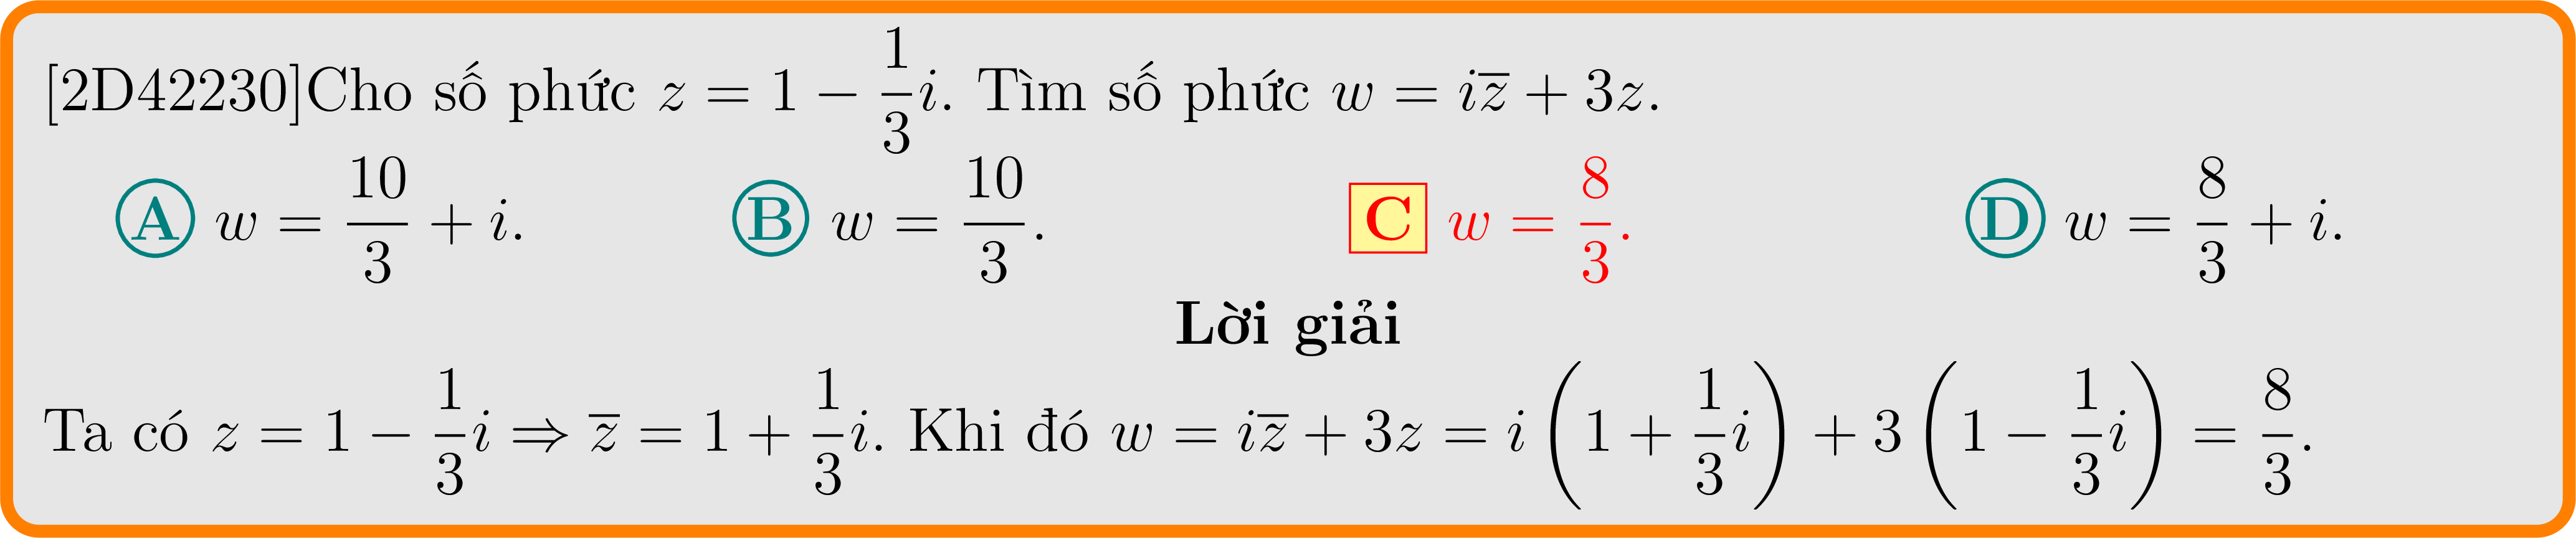 [2D42230]Cho số phức z = 1 − \frac{1}{3}i. Tìm số phức w = i\overline{z} + 3z.
A w = \frac{10}{3} + i. B w = \frac{10}{3}. C w = \frac{8}{3}. D w = \frac{8}{3} + i.
Lời giải
Ta có z = 1 − \frac{1}{3}i ⇒ \overline{z} = 1 + \frac{1}{3}i. Khi đó w = i\overline{z} + 3z = i\left(1 + \frac{1}{3}i\right) + 3\left(1 − \frac{1}{3}i\right) = \frac{8}{3}.